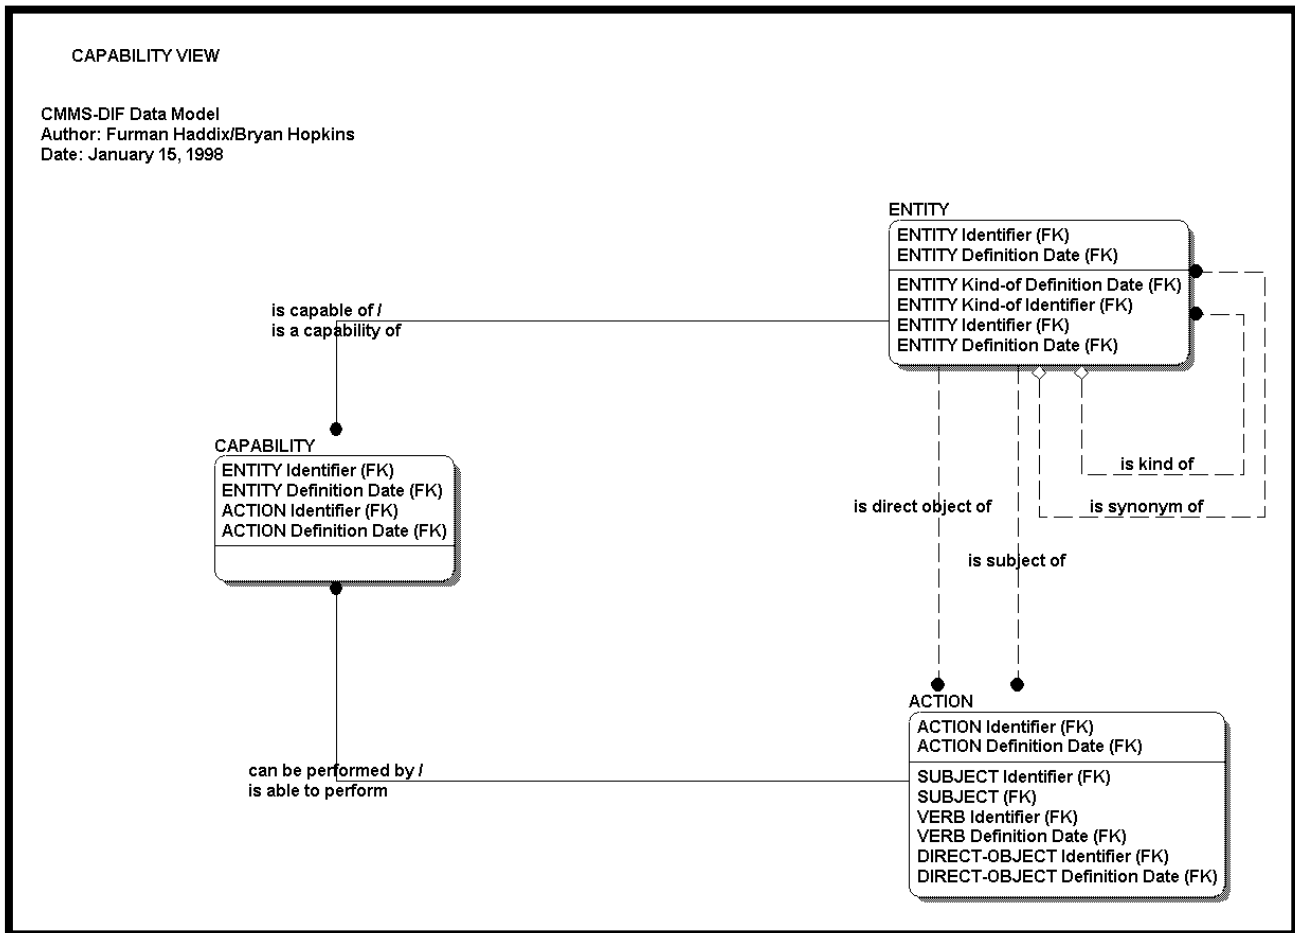 CAPABILITY VIEW
CMMS-DIF Data Model
Author: Furman Haddix/Bryan Hopkins
Date: January 15, 1998
ENTITY
ENTITY Identifier (FK)
ENTITY Definition Date (FK)
ENTITY Kind-of Definition Date (FK)
ENTITY Kind-of Identifier (FK)
ENTITY Identifier (FK)
ENTITY Definition Date (FK)
is capable of /
is a capability of
CAPABILITY
ENTITY Identifier (FK)
ENTITY Definition Date (FK)
ACTION Identifier (FK)
ACTION Definition Date (FK)
is kind of
is direct object of
is synonym of
is subject of
ACTION
ACTION Identifier (FK)
ACTION Definition Date (FK)
SUBJECT Identifier (FK)
SUBJECT (FK)
VERB Identifier (FK)
VERB Definition Date (FK)
DIRECT-OBJECT Identifier (FK)
DIRECT-OBJECT Definition Date (FK)
can be performed by /
is able to perform